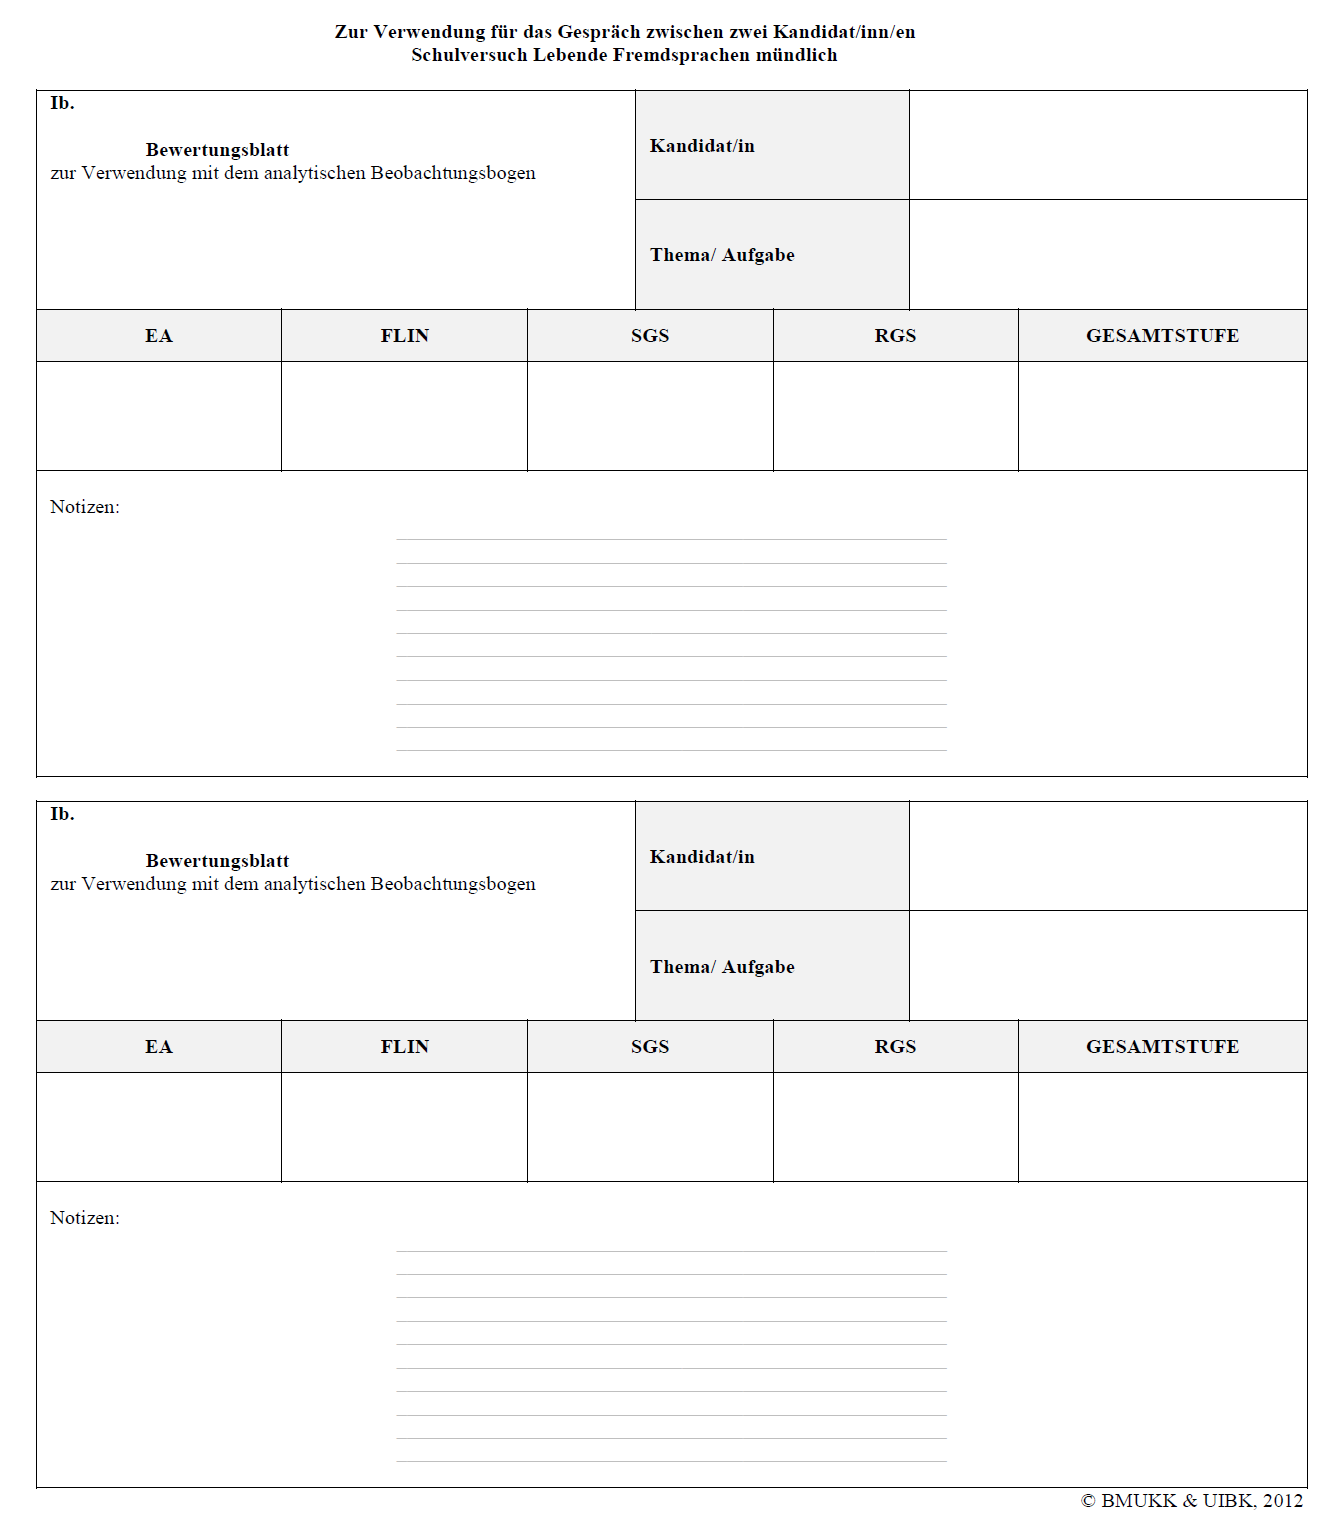 Zur Verwendung für das Gespräch zwischen zwei Kandidat/inn/en
Schulversuch Lebende Fremdsprachen mündlich
Ib.
Bewertungsblatt
zur Verwendung mit dem analytischen Beobachtungsbogen
Kandidat/in
Thema/ Aufgabe
EA FLIN SGS RGS GESAMTSTUFE
Notizen:
Ib.
Bewertungsblatt
zur Verwendung mit dem analytischen Beobachtungsbogen
Kandidat/in
Thema/ Aufgabe
EA FLIN SGS RGS GESAMTSTUFE
Notizen:
© BMUKK & UIBK, 2012